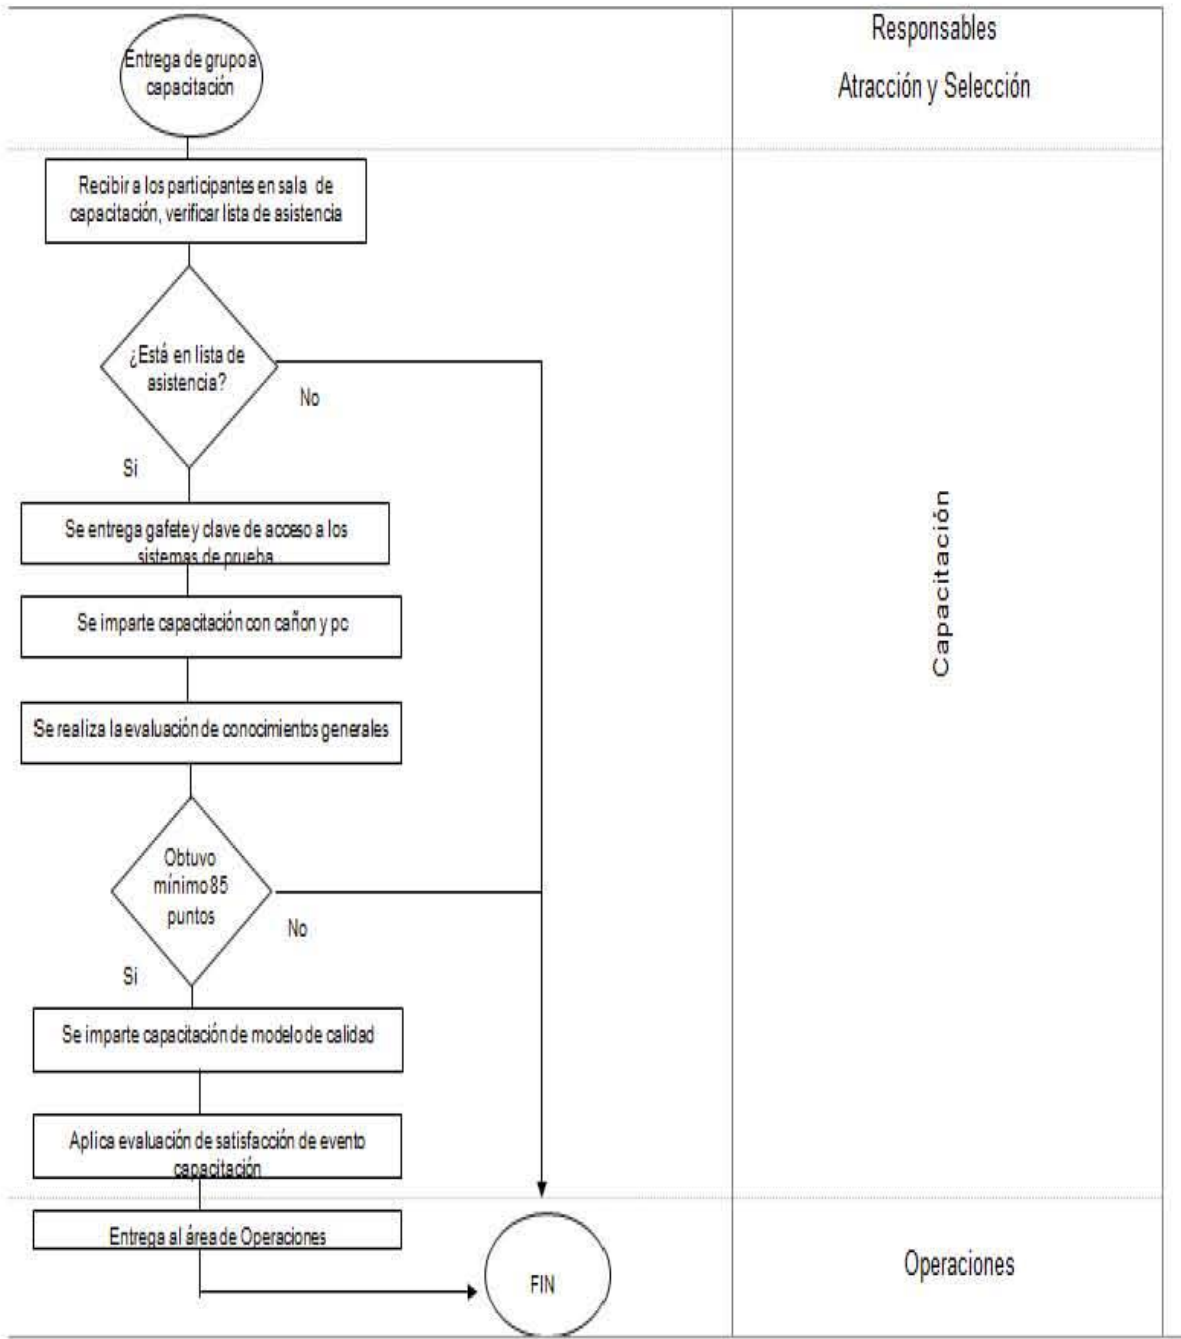 Responsables
Atracción y Selección
Entrega de grupo a
capacitación
Recibir a los participantes en sala de
capacitación, verificar lista de asistencia
¿Está en lista de
asistencia?
No
Si
Se entrega gafete y clave de acceso a los
sistemas de prueba
Se imparte capacitación con cañon y pc
Se realiza la evaluación de conocimientos generales
Obtuvo
mínimo 85
puntos
No
Si
Se imparte capacitación de modelo de calidad
Aplica evaluación de satisfacción de evento
capacitación
Capacitación
Entrega al área de Operaciones
FIN
Operaciones